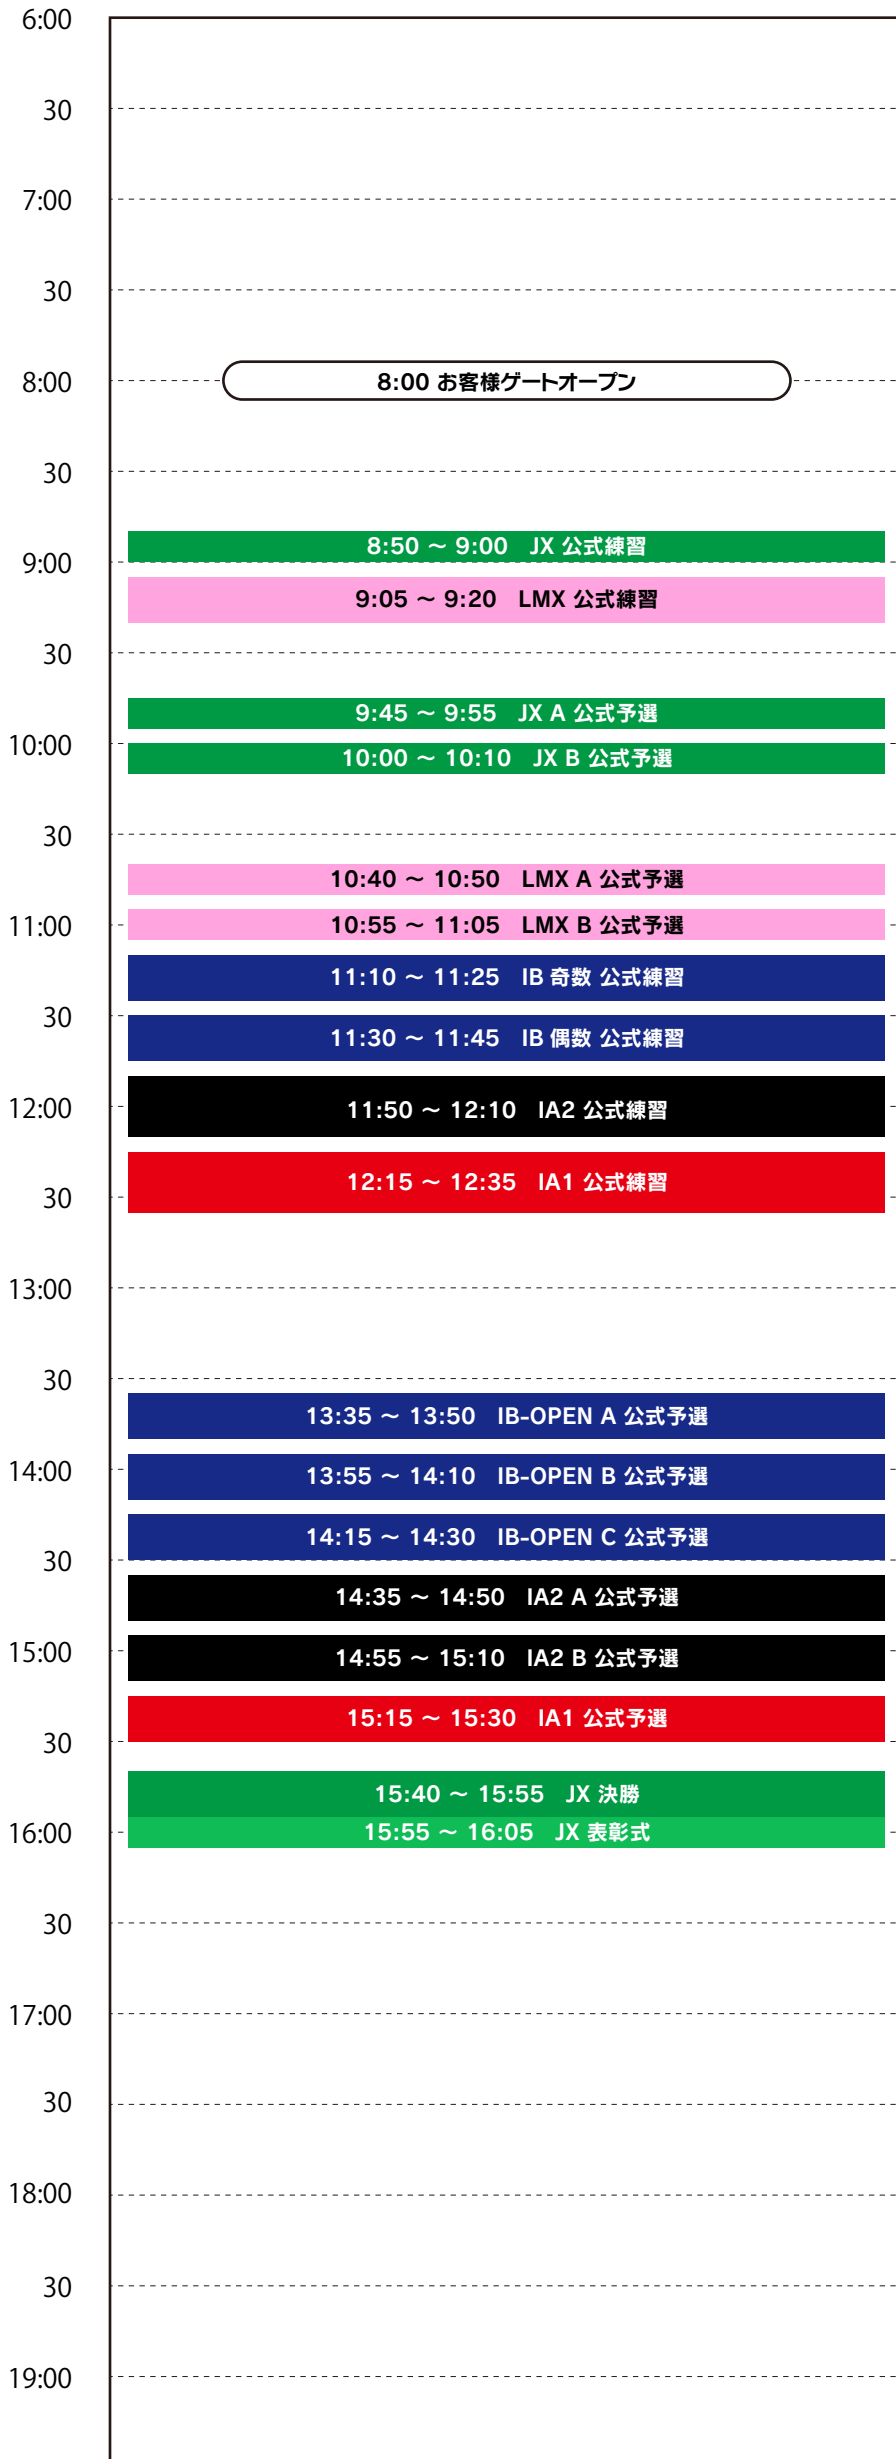 6:00
30
7:00
30
8:00 8:00 お客様ゲートオープン
30
8:50 ～ 9:00 JX 公式練習
9:00
9:05 ～ 9:20 LMX 公式練習
30
9:45 ～ 9:55 JX A 公式予選
10:00
10:00 ～ 10:10 JX B 公式予選
30
10:40 ～ 10:50 LMX A 公式予選
11:00
10:55 ～ 11:05 LMX B 公式予選
11:10 ～ 11:25 IB 奇数 公式練習
30
11:30 ～ 11:45 IB 偶数 公式練習
12:00
11:50 ～ 12:10 IA2 公式練習
12:15 ～ 12:35 IA1 公式練習
30
13:00
30
13:35 ～ 13:50 IB-OPEN A 公式予選
14:00
13:55 ～ 14:10 IB-OPEN B 公式予選
14:15 ～ 14:30 IB-OPEN C 公式予選
30
14:35 ～ 14:50 IA2 A 公式予選
15:00
14:55 ～ 15:10 IA2 B 公式予選
15:15 ～ 15:30 IA1 公式予選
30
15:40 ～ 15:55 JX 決勝
16:00
15:55 ～ 16:05 JX 表彰式
30
17:00
30
18:00
30
19:00